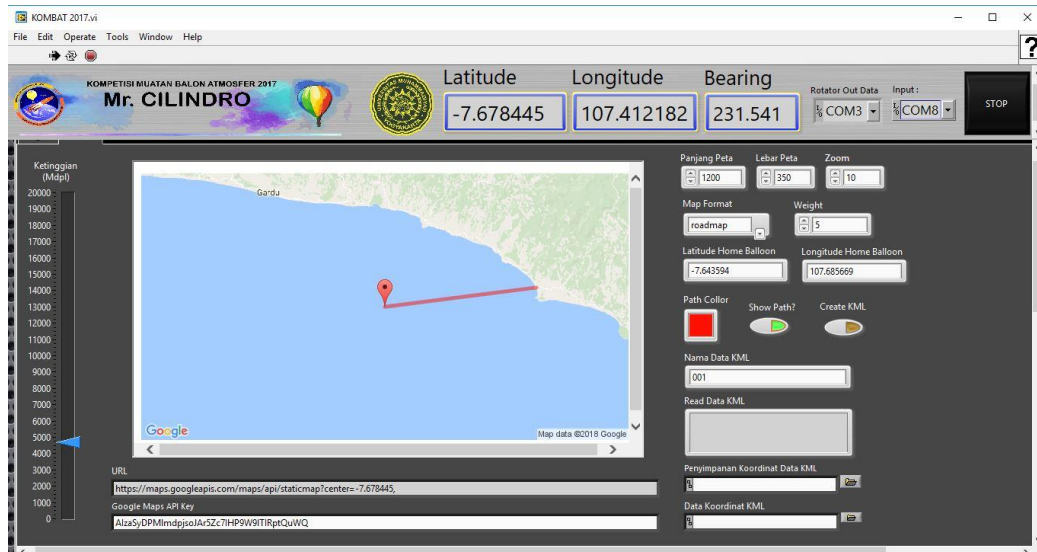 KOMBAT 2017.vi
File Edit Operate Tools Window Help
?
KOMPETISI MUATAN BALON ATMOSFER 2017
Mr. CILINDRO
Latitude Longitude Bearing
Rotator Out Data Input :
-7.678445 107.412182 231.541
COM3 COM8
STOP
Ketinggian
(Mdpl)
20000
19000
18000
17000
16000
15000
14000
13000
12000
11000
10000
9000
8000
7000
6000
5000
4000
3000
2000
1000
0
Gardu
Google
Map data ©2018 Google
URL
https://maps.googleapis.com/maps/api/staticmap?center=-7.678445,
Google Maps API Key
Panjang Peta Lebar Peta Zoom
1200 350 10
Map Format Weight
roadmap 5
Latitude Home Balloon Longitude Home Balloon
-7.643594 107.685669
Path Collor Show Path? Create KML
Nama Data KML
001
Read Data KML
Penyimpanan Koordinat Data KML
Data Koordinat KML